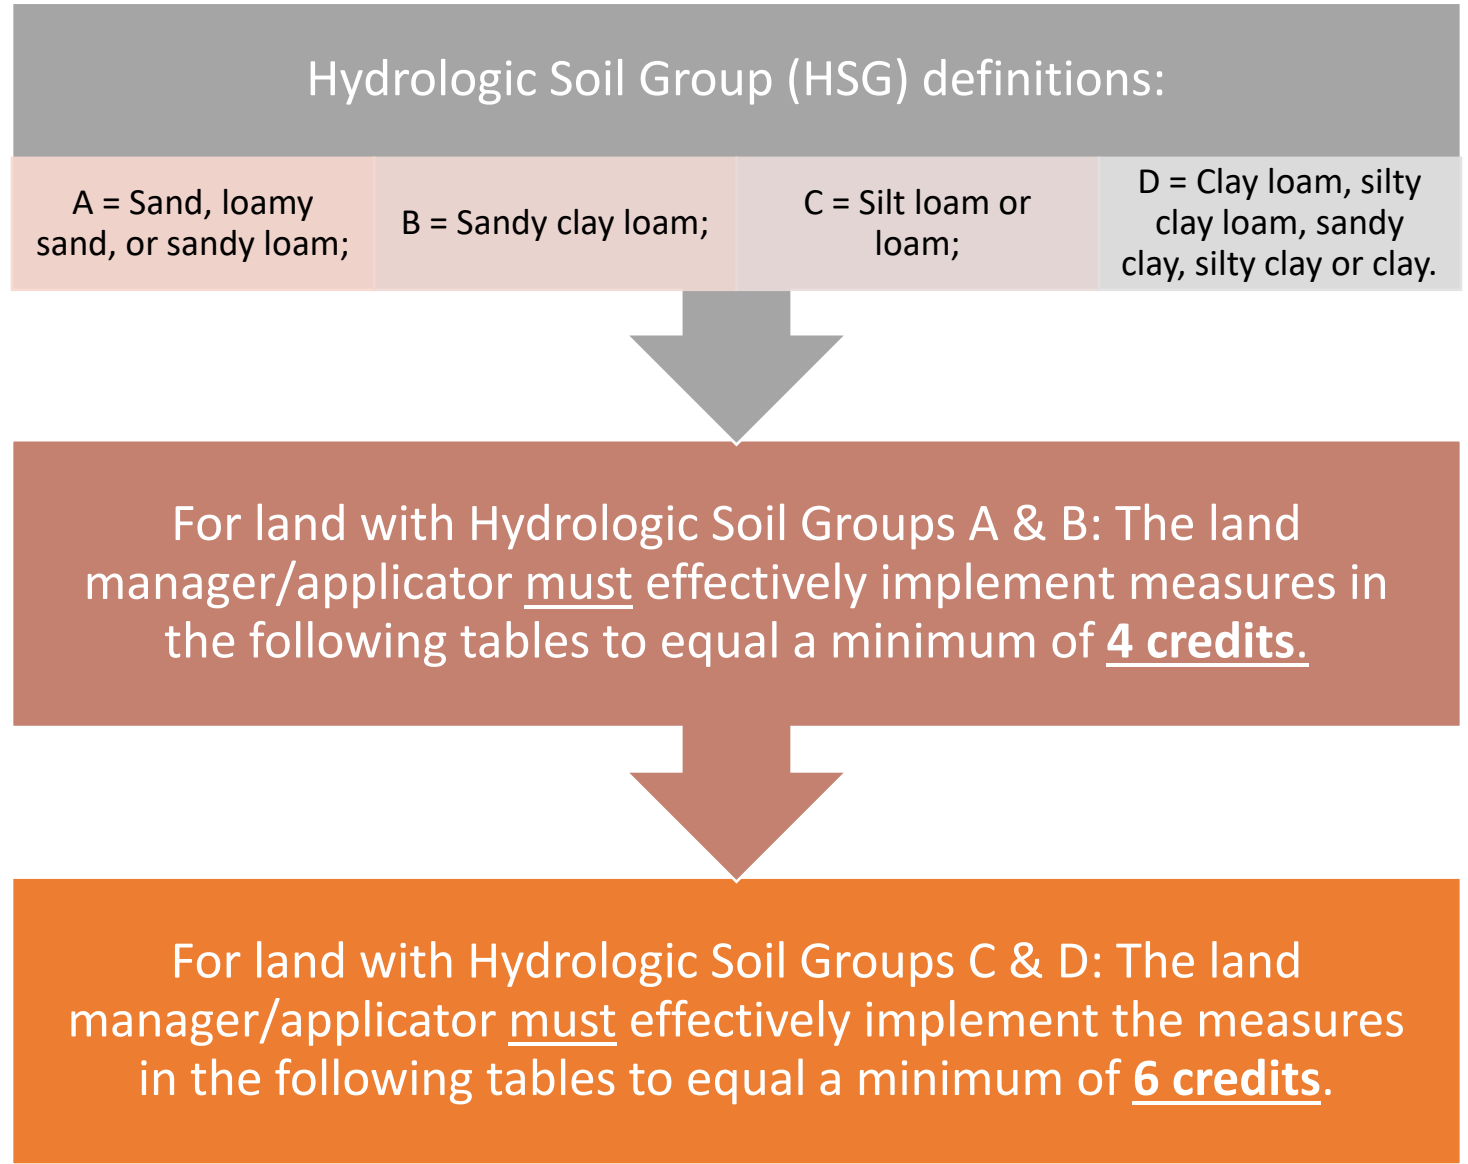 Hydrologic Soil Group (HSG) definitions:
A = Sand, loamy
sand, or sandy loam;
B = Sandy clay loam;
C = Silt loam or
loam;
D = Clay loam, silty
clay loam, sandy
clay, silty clay or clay.
For land with Hydrologic Soil Groups A & B: The land
manager/applicator must effectively implement measures in
the following tables to equal a minimum of 4 credits.
For land with Hydrologic Soil Groups C & D: The land
manager/applicator must effectively implement the measures
in the following tables to equal a minimum of 6 credits.